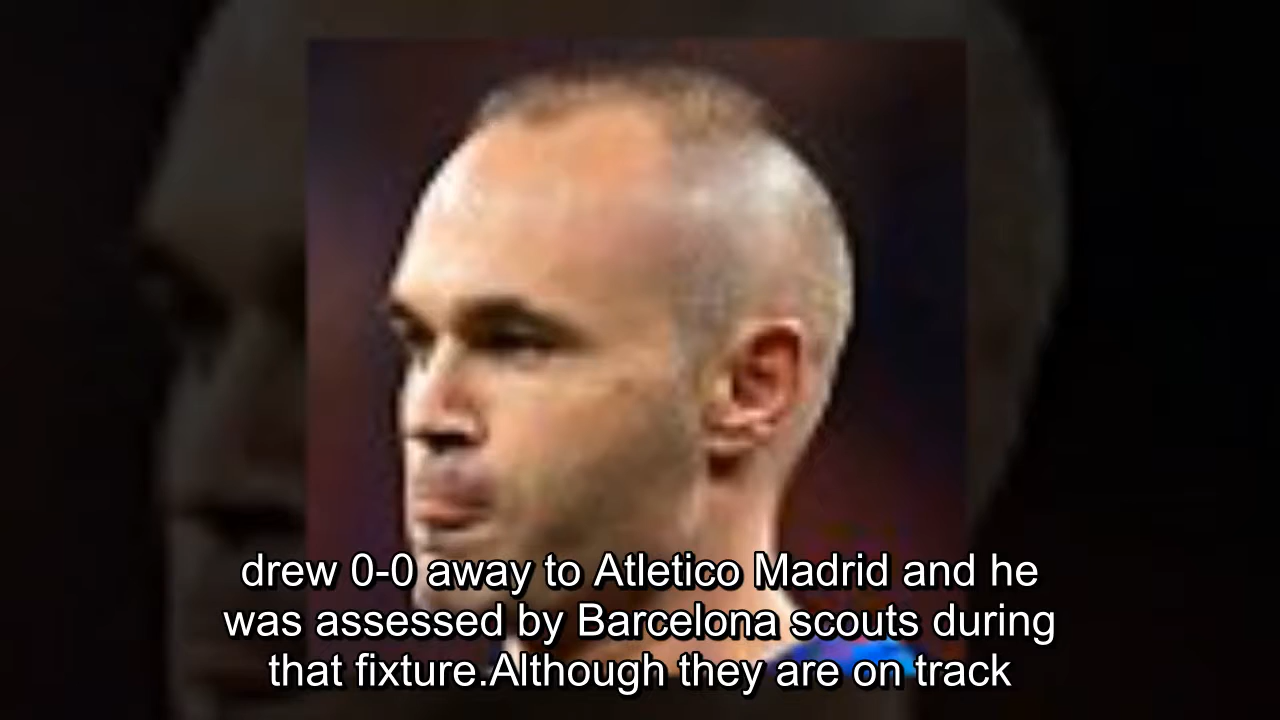 drew 0-0 away to Atletico Madrid and he
was assessed by Barcelona scouts during
that fixture.Although they are on track